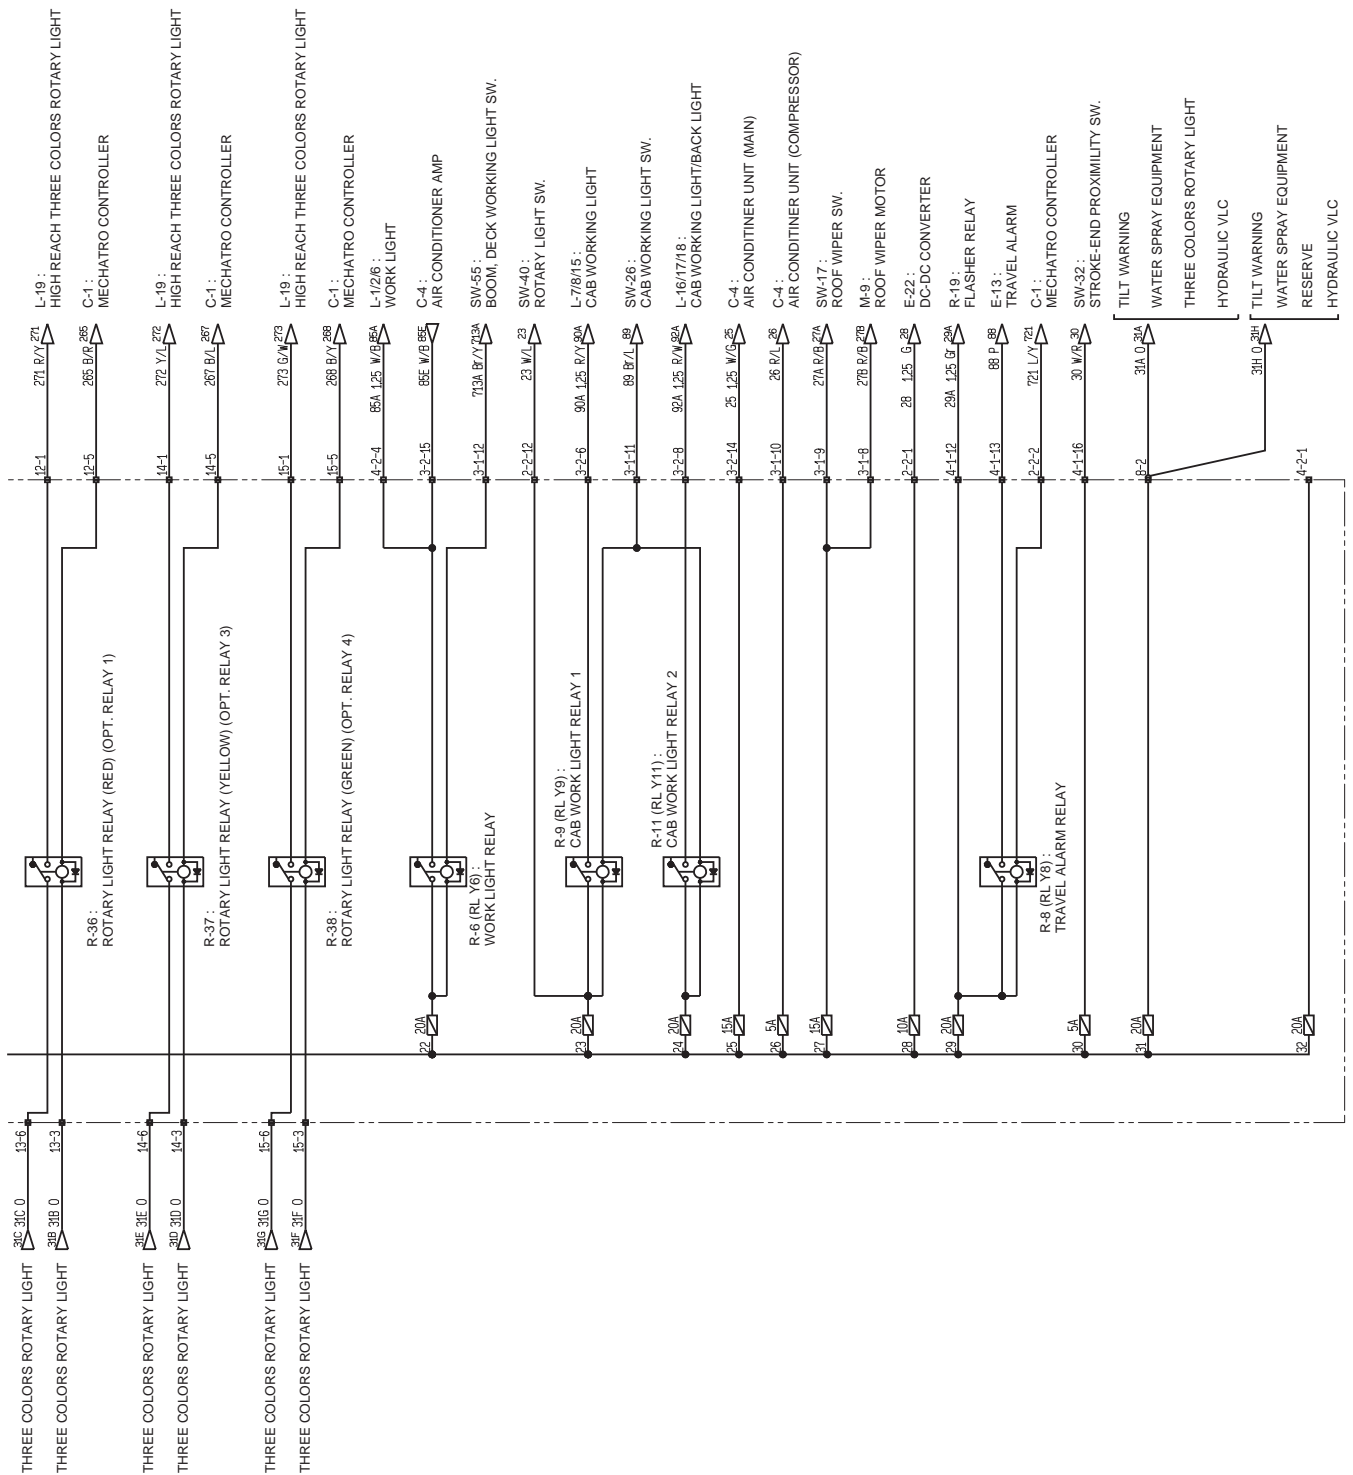 L-19 :
HIGH REACH THREE COLORS ROTARY LIGHT
271
271 R/Y
12-1
C-1 :
MECHATRO CONTROLLER
265
265 B/R
12-5
L-19 :
HIGH REACH THREE COLORS ROTARY LIGHT
272
272 Y/L
14-1
C-1 :
MECHATRO CONTROLLER
267
267 B/L
14-5
L-19 :
HIGH REACH THREE COLORS ROTARY LIGHT
273
273 G/W
15-1
C-1 :
MECHATRO CONTROLLER
268
268 B/Y
15-5
L-1/2/6 :
WORK LIGHT
85A
85A 1.25 W/B
4-2-4
C-4 :
AIR CONDITIONER AMP
85E
85E W/B
3-2-15
SW-55 :
BOOM, DECK WORKING LIGHT SW.
713A
713A Br/Y
3-1-12
SW-40 :
ROTARY LIGHT SW.
23
23 W/L
2-2-12
L-7/8/15 :
CAB WORKING LIGHT
90A
90A 1.25 R/Y
3-2-6
SW-26 :
CAB WORKING LIGHT SW.
89
89 Br/L
3-1-11
L-16/17/18 :
CAB WORKING LIGHT/BACK LIGHT
92A
92A 1.25 R/W
3-2-8
C-4 :
AIR CONDITINER UNIT (MAIN)
25
25 1.25 W/G
3-2-14
C-4 :
AIR CONDITINER UNIT (COMPRESSOR)
26
26 R/L
3-1-10
SW-17 :
ROOF WIPER SW.
27A
27A R/B
3-1-9
M-9 :
ROOF WIPER MOTOR
27B
27B R/B
3-1-8
E-22 :
DC-DC CONVERTER
28
28 1.25 G
2-2-1
R-19 :
FLASHER RELAY
29A
29A 1.25 Gr
4-1-12
E-13 :
TRAVEL ALARM
88
88 P
4-1-13
C-1 :
MECHATRO CONTROLLER
721
721 L/Y
2-2-2
SW-32 :
STROKE-END PROXIMILITY SW.
30
30 W/R
4-1-16
TILT WARNING
WATER SPRAY EQUIPMENT
THREE COLORS ROTARY LIGHT
HYDRAULIC VLC
31A
31A O
8-2
TILT WARNING
WATER SPRAY EQUIPMENT
RESERVE
HYDRAULIC VLC
31H
31H O
4-2-1
R-36 :
ROTARY LIGHT RELAY (RED) (OPT. RELAY 1)
R-37 :
ROTARY LIGHT RELAY (YELLOW) (OPT. RELAY 3)
R-38 :
ROTARY LIGHT RELAY (GREEN) (OPT. RELAY 4)
R-6 (RL Y6) :
WORK LIGHT RELAY
R-9 (RL Y9) :
CAB WORK LIGHT RELAY 1
R-11 (RL Y11) :
CAB WORK LIGHT RELAY 2
R-8 (RL Y8) :
TRAVEL ALARM RELAY
20A
22
20A
23
20A
24
15A
25
5A
26
15A
27
10A
28
20A
29
5A
30
20A
31
20A
32
13-6
31C O
31C
THREE COLORS ROTARY LIGHT
13-3
31B O
31B
THREE COLORS ROTARY LIGHT
14-6
31E O
31E
THREE COLORS ROTARY LIGHT
14-3
31D O
31D
THREE COLORS ROTARY LIGHT
15-6
31G O
31G
THREE COLORS ROTARY LIGHT
15-3
31F O
31F
THREE COLORS ROTARY LIGHT